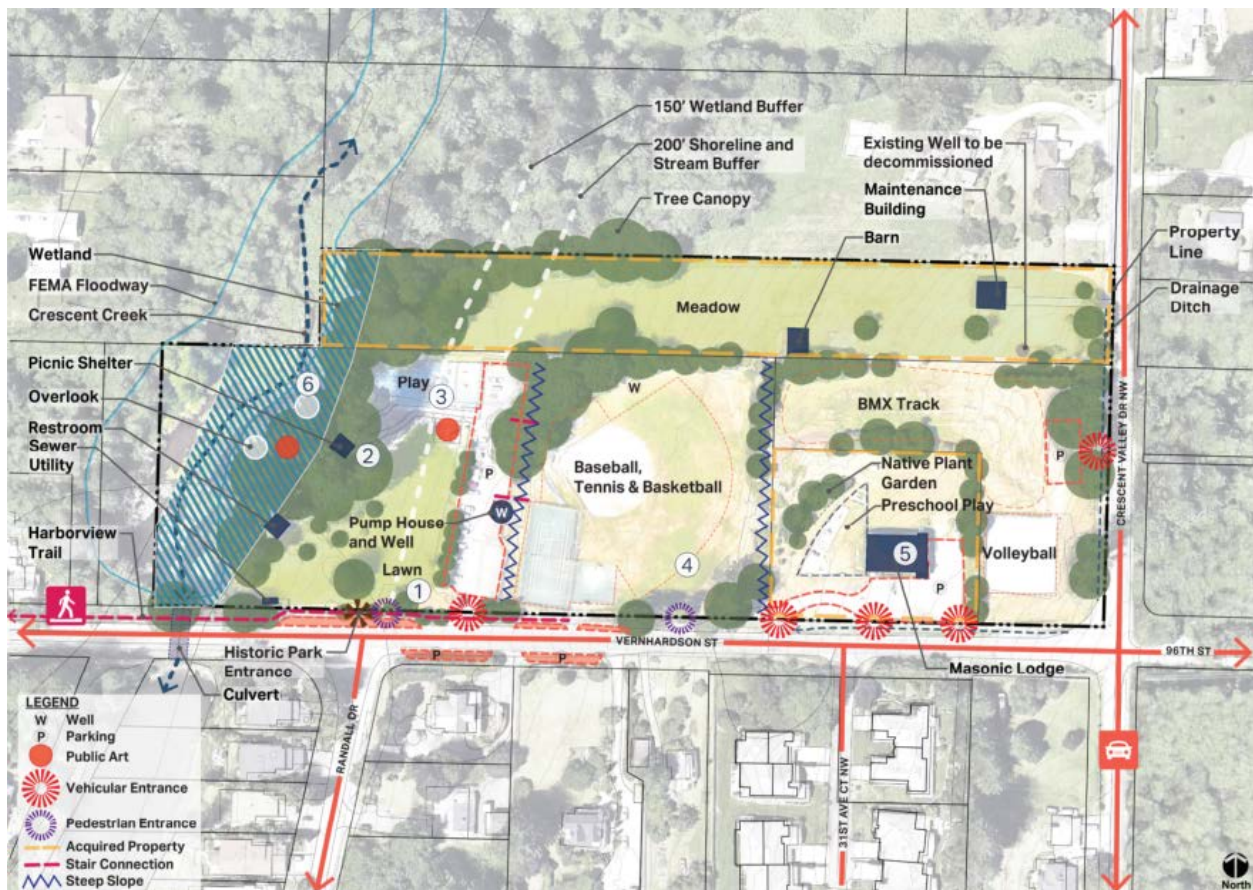 150' Wetland Buffer
200' Shoreline and
Stream Buffer
Tree Canopy
Existing Well to be
decommissioned
Maintenance
Building
Barn
Property
Line
Drainage
Ditch
Wetland
FEMA Floodway
Crescent Creek
Picnic Shelter
Overlook
Restroom
Sewer
Utility
Harborview
Trail
Meadow
Play
3
6
2
P
W
Baseball,
Tennis & Basketball
BMX Track
P
Native Plant
Garden
Preschool Play
Pump House
and Well
W
Lawn
1
4
5
Volleyball
P
CRESCENT VALLEY DR NW
VERNHARDSON ST
96TH ST
Historic Park
Entrance
P
P
Culvert
Masonic Lodge
RANDALL DR
31ST AVE CT NW
LEGEND
W Well
P Parking
Public Art
Vehicular Entrance
Pedestrian Entrance
Acquired Property
Stair Connection
Steep Slope
North